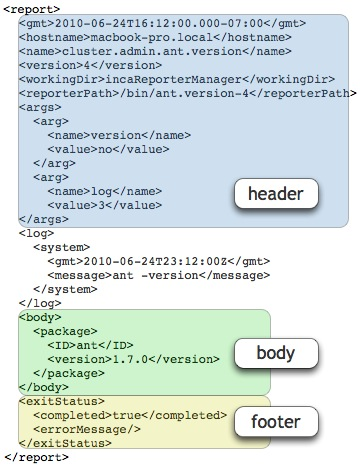 <report>
<gmt>2010-06-24T16:12:00.000-07:00</gmt>
<hostname>macbook-pro.local</hostname>
<name>cluster.admin.ant.version</name>
<version>4</version>
<workingDir>incaReporterManager</workingDir>
<reporterPath>/bin/ant.version-4</reporterPath>
<args>
<arg>
<name>version</name>
<value>no</value>
</arg>
<arg>
<name>log</name>
<value>3</value>
</arg>
</args>
header
<log>
<system>
<gmt>2010-06-24T23:12:00Z</gmt>
<message>ant -version</message>
</system>
</log>
<body>
<package>
<ID>ant</ID>
<version>1.7.0</version>
</package>
</body>
body
<exitStatus>
<completed>true</completed>
<errorMessage/>
</exitStatus>
footer
</report>